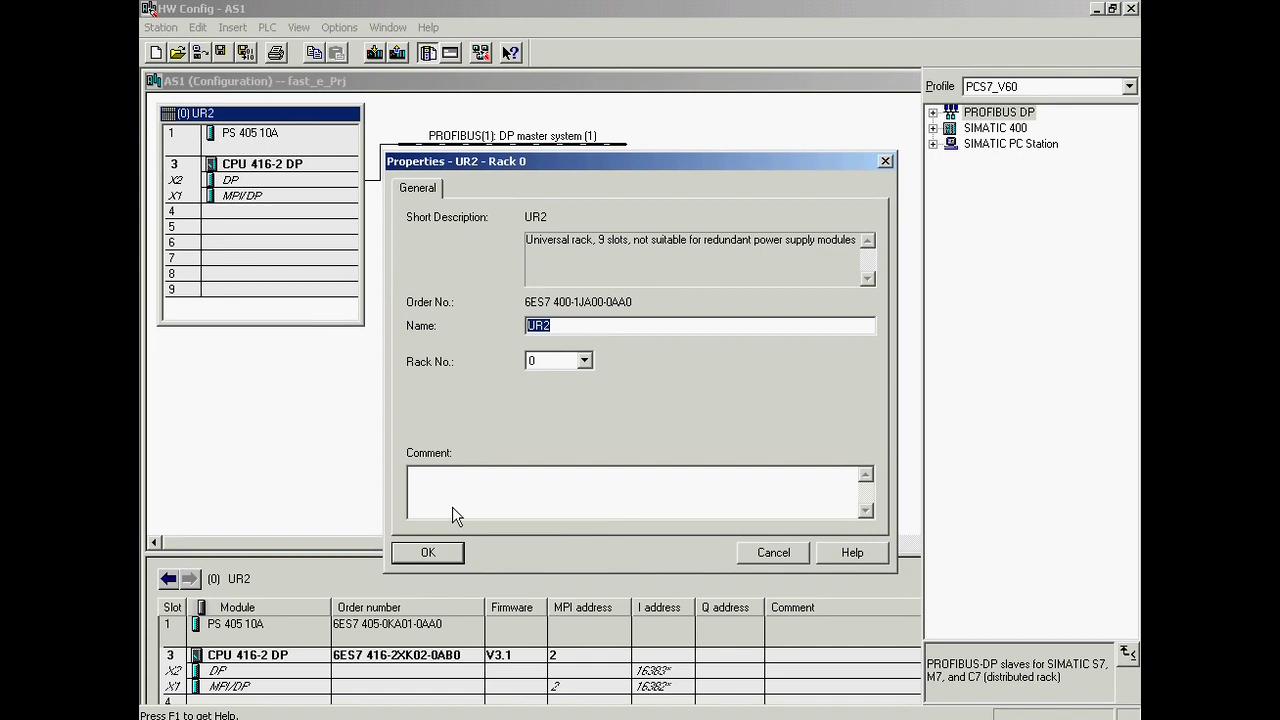 HW Config - AS1
Station Edit Insert PLC View Options Window Help
AS1 (Configuration) -- fast_e_Prj
(0) UR2
1 PS 405 10A
3 CPU 416-2 DP
X2 DP
X1 MPI/DP
4
5
6
7
8
9
PROFIBUS(1): DP master system (1)
Properties - UR2 - Rack 0
General
Short Description: UR2
Universal rack, 9 slots, not suitable for redundant power supply modules
Order No.: 6ES7 400-1JA00-0AA0
Name: UR2
Rack No.: 0
Comment:
OK Cancel Help
Profile PCS7_V60
PROFIBUS DP
SIMATIC 400
SIMATIC PC Station
(0) UR2
Slot Module Order number Firmware MPI address I address Q address Comment
1 PS 405 10A 6ES7 405-0KA01-0AA0
3 CPU 416-2 DP 6ES7 416-2XK02-0AB0 V3.1 2
X2 DP 16383*
X1 MPI/DP 2 16382*
4
PROFIBUS-DP slaves for SIMATIC S7,
M7, and C7 (distributed rack)
Press F1 to get Help.